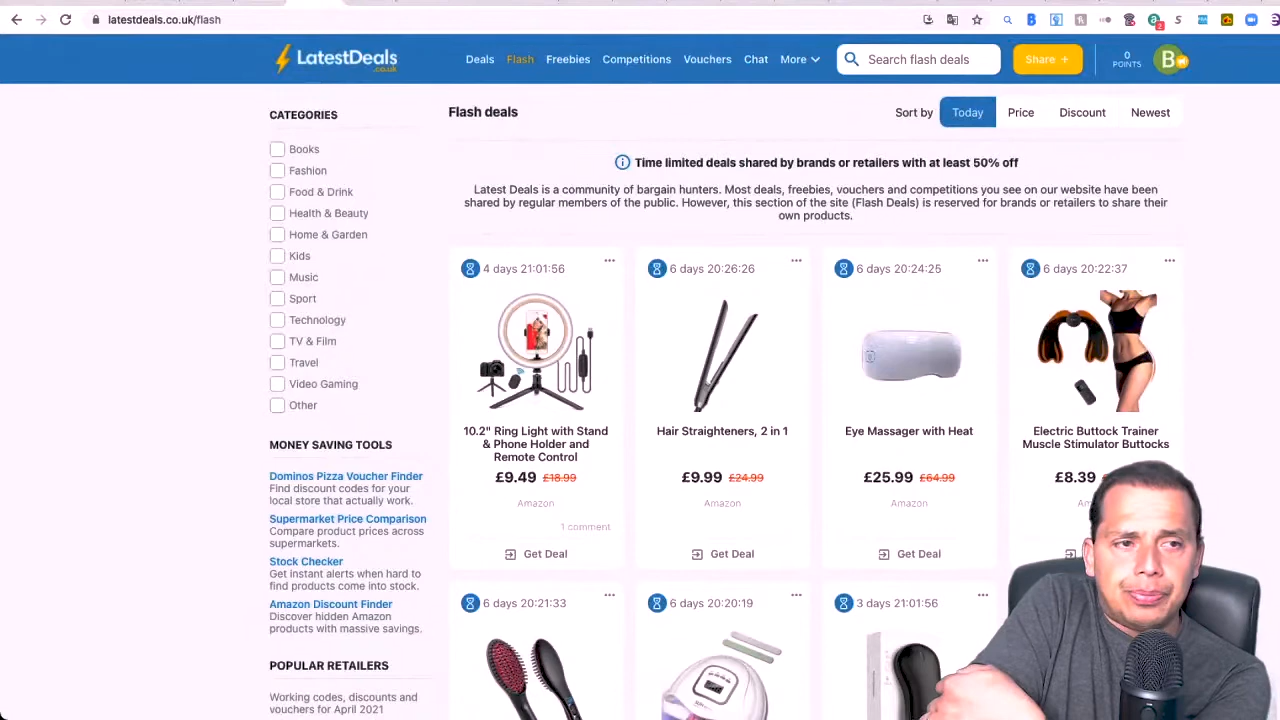 latestdeals.co.uk/flash
2
LatestDeals
.co.uk
Deals
Flash
Freebies
Competitions
Vouchers
Chat
More
Search flash deals
Share +
0
POINTS
B
CATEGORIES
Books
Fashion
Food & Drink
Health & Beauty
Home & Garden
Kids
Music
Sport
Technology
TV & Film
Travel
Video Gaming
Other
MONEY SAVING TOOLS
Dominos Pizza Voucher Finder
Find discount codes for your
local store that actually work.
Supermarket Price Comparison
Compare product prices across
supermarkets.
Stock Checker
Get instant alerts when hard to
find products come into stock.
Amazon Discount Finder
Discover hidden Amazon
products with massive savings.
POPULAR RETAILERS
Working codes, discounts and
vouchers for April 2021
Flash deals
Sort by
Today
Price
Discount
Newest
Time limited deals shared by brands or retailers with at least 50% off
Latest Deals is a community of bargain hunters. Most deals, freebies, vouchers and competitions you see on our website have been
shared by regular members of the public. However, this section of the site (Flash Deals) is reserved for brands or retailers to share their
own products.
4 days 21:01:56
10.2" Ring Light with Stand
& Phone Holder and
Remote Control
£9.49 £18.99
Amazon
1 comment
Get Deal
6 days 20:26:26
Hair Straighteners, 2 in 1
£9.99 £24.99
Amazon
Get Deal
6 days 20:24:25
Eye Massager with Heat
£25.99 £64.99
Amazon
Get Deal
6 days 20:22:37
Electric Buttock Trainer
Muscle Stimulator Buttocks
£8.39
6 days 20:21:33
6 days 20:20:19
3 days 21:01:56